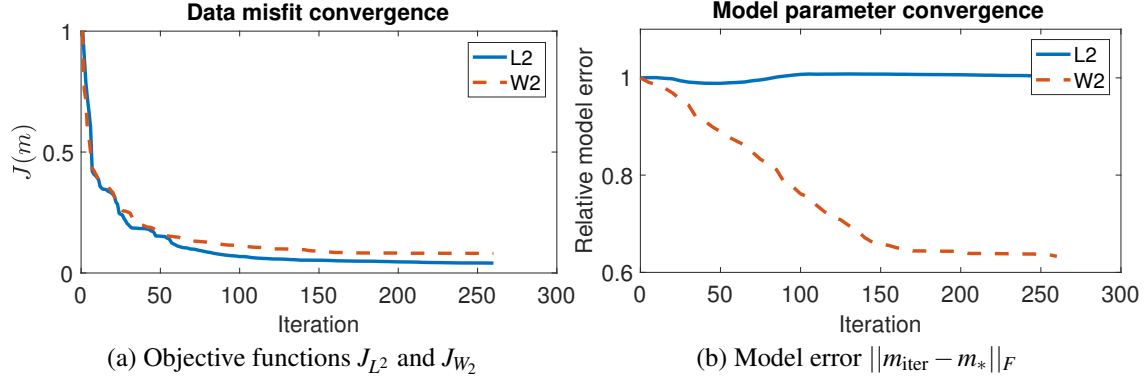 Data misfit convergence
1
0.5
0
J(m)
L2
W2
0 50 100 150 200 250 300
Iteration
(a) Objective functions J_{L^2} and J_{W_2}
Model parameter convergence
1
0.8
0.6
Relative model error
L2
W2
0 50 100 150 200 250 300
Iteration
(b) Model error ||m_{iter} − m_*||_F